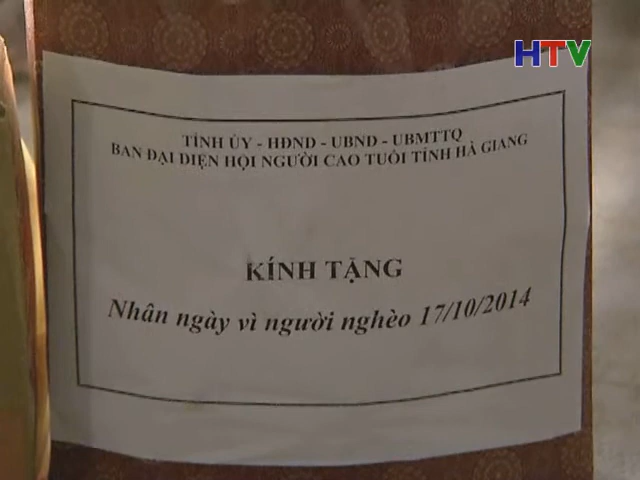 HTV
TỈNH ỦY - HĐND - UBND - UBMTTQ
BAN ĐẠI DIỆN HỘI NGƯỜI CAO TUỔI TỈNH HÀ GIANG
KÍNH TẶNG
Nhân ngày vì người nghèo 17/10/2014